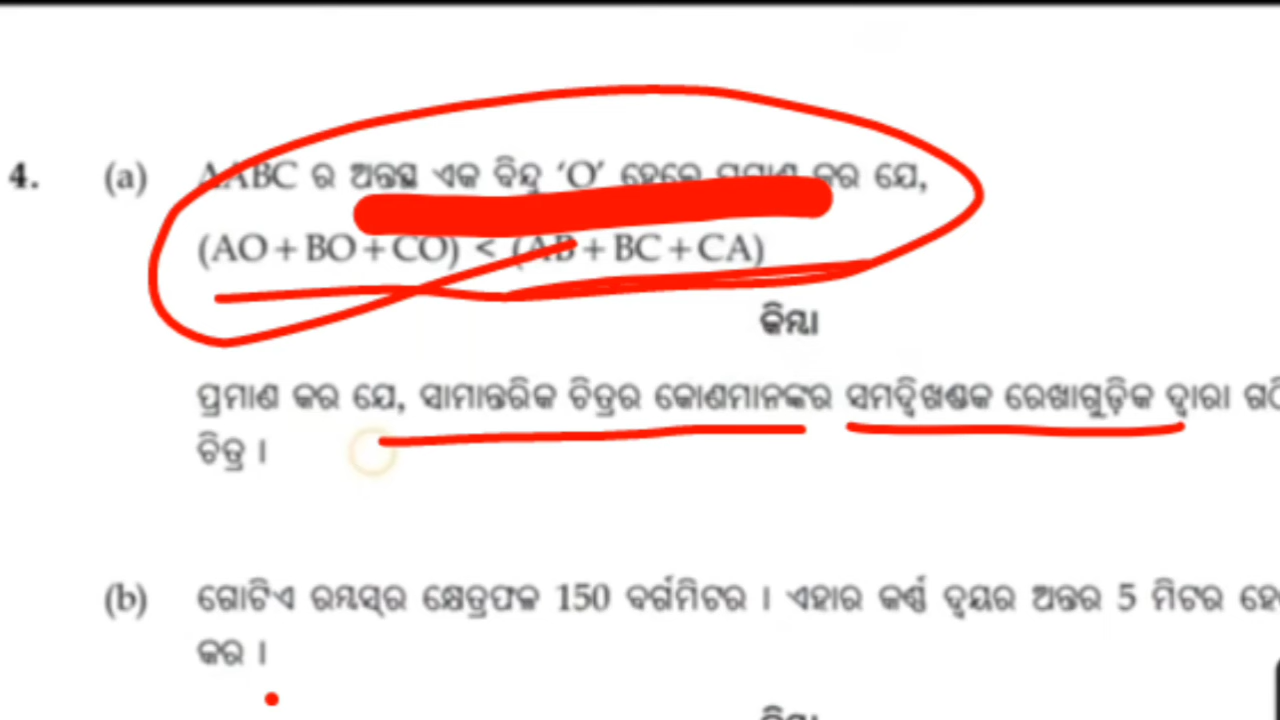 4. (a) ΔABC ର ଅନ୍ତସ୍ଥ ଏକ ବିନ୍ଦୁ ‘O’ ହେଲେ ପ୍ରମାଣ କର ଯେ,
(AO + BO + CO) < (AB + BC + CA)
କିମ୍ବା
ପ୍ରମାଣ କର ଯେ, ସାମାନ୍ତରିକ ଚିତ୍ରର କୋଣମାନଙ୍କର ସମଦ୍ବିଖଣ୍ଡକ ରେଖାଗୁଡ଼ିକ ଦ୍ୱାରା
ଚିତ୍ର ।
(b) ଗୋଟିଏ ରମ୍ବସ୍‌ର କ୍ଷେତ୍ରଫଳ 150 ବର୍ଗମିଟର । ଏହାର କର୍ଣ୍ଣ ଦ୍ୱୟର ଅନ୍ତର 5 ମିଟର
କର ।